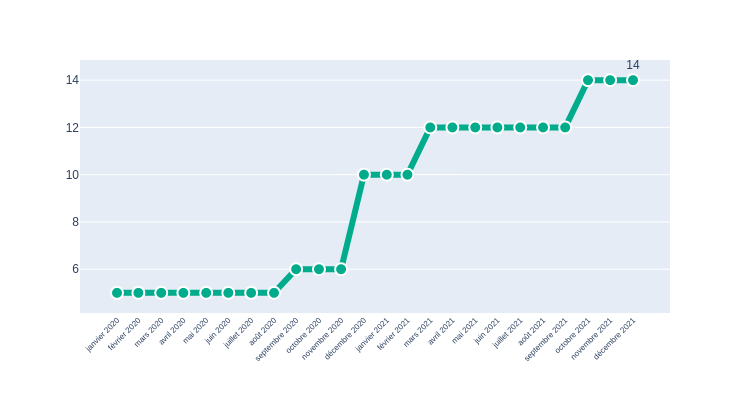 14
14
12
10
8
6
janvier 2020
février 2020
mars 2020
avril 2020
mai 2020
juin 2020
juillet 2020
août 2020
septembre 2020
octobre 2020
novembre 2020
décembre 2020
janvier 2021
février 2021
mars 2021
avril 2021
mai 2021
juin 2021
juillet 2021
août 2021
septembre 2021
octobre 2021
novembre 2021
décembre 2021